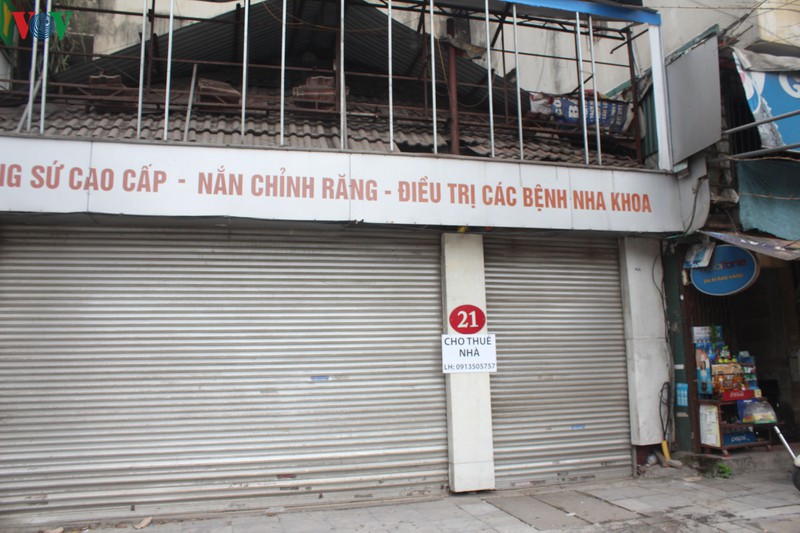 VOV
NG SỨ CAO CẤP - NẮN CHỈNH RĂNG - ĐIỀU TRỊ CÁC BỆNH NHA KHOA
21
CHO THUÊ
NHÀ
LH: 0913505757
pepsi